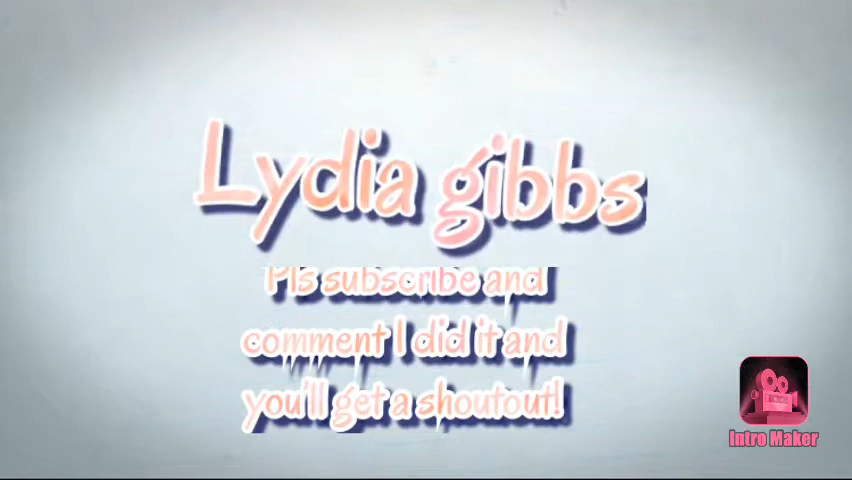 Lydia gibbs
Pls subscribe and
comment I did it and
you'll get a shoutout!
Intro Maker